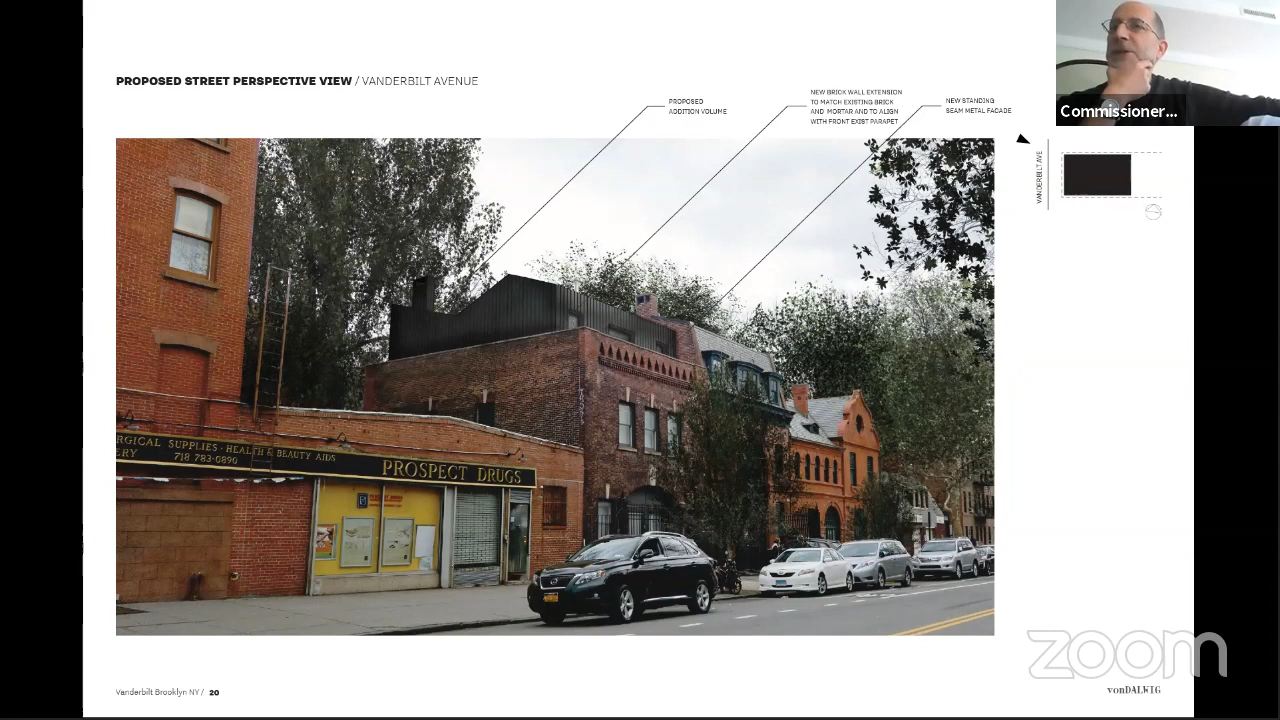 PROPOSED STREET PERSPECTIVE VIEW / VANDERBILT AVENUE
PROPOSED
ADDITION VOLUME
NEW BRICK WALL EXTENSION
TO MATCH EXISTING BRICK
AND MORTAR AND TO ALIGN
WITH FRONT EXIST PARAPET
NEW STANDING
SEAM METAL FACADE
Commissioner...
VANDERBILT AVE
RGICAL SUPPLIES · HEALTH & BEAUTY AIDS
ERY 718 783-0890
PROSPECT DRUGS
zoom
Vanderbilt Brooklyn NY / 20
vonDALWIG